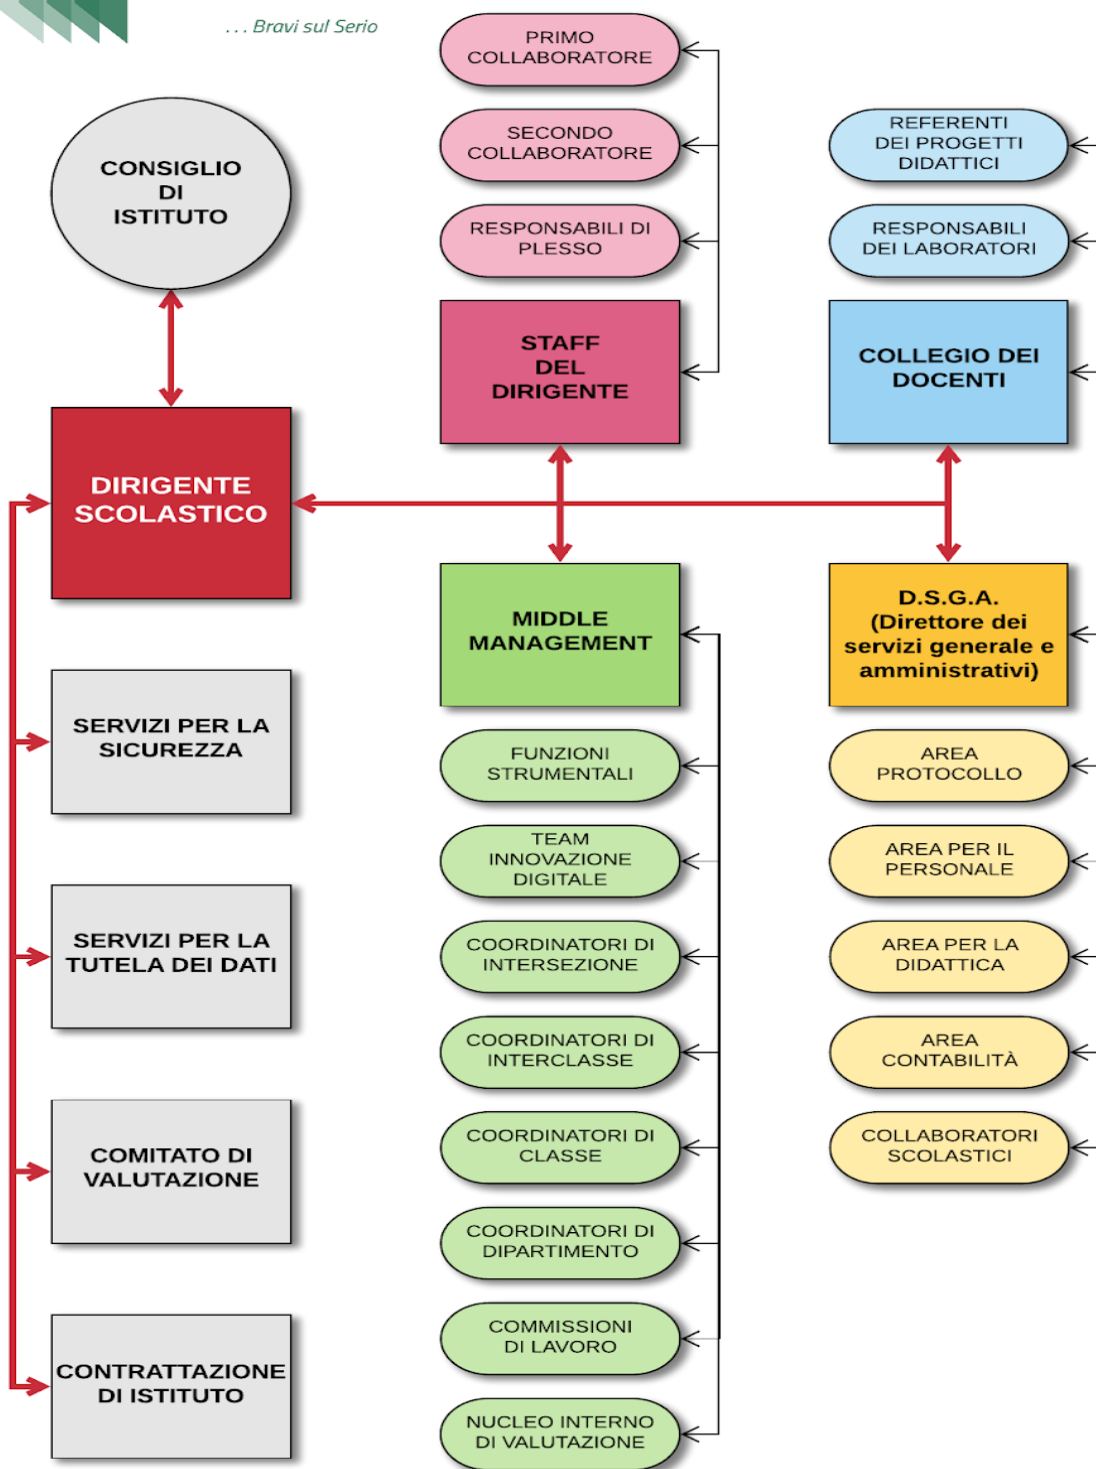 ... Bravi sul Serio
CONSIGLIO
DI
ISTITUTO
DIRIGENTE
SCOLASTICO
SERVIZI PER LA
SICUREZZA
SERVIZI PER LA
TUTELA DEI DATI
COMITATO DI
VALUTAZIONE
CONTRATTAZIONE
DI ISTITUTO
PRIMO
COLLABORATORE
SECONDO
COLLABORATORE
RESPONSABILI DI
PLESSO
STAFF
DEL
DIRIGENTE
MIDDLE
MANAGEMENT
FUNZIONI
STRUMENTALI
TEAM
INNOVAZIONE
DIGITALE
COORDINATORI DI
INTERSEZIONE
COORDINATORI DI
INTERCLASSE
COORDINATORI DI
CLASSE
COORDINATORI DI
DIPARTIMENTO
COMMISSIONI
DI LAVORO
NUCLEO INTERNO
DI VALUTAZIONE
REFERENTI
DEI PROGETTI
DIDATTICI
RESPONSABILI
DEI LABORATORI
COLLEGIO DEI
DOCENTI
D.S.G.A.
(Direttore dei
servizi generale e
amministrativi)
AREA
PROTOCOLLO
AREA PER IL
PERSONALE
AREA PER LA
DIDATTICA
AREA
CONTABILITÀ
COLLABORATORI
SCOLASTICI